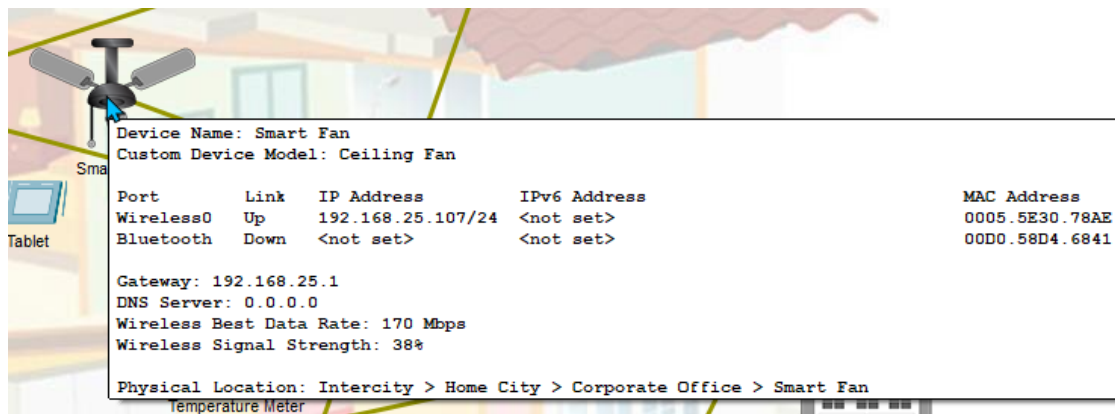 Device Name: Smart Fan
Custom Device Model: Ceiling Fan
Sma
Port Link IP Address IPv6 Address MAC Address
Wireless0 Up 192.168.25.107/24 <not set> 0005.5E30.78AE
Bluetooth Down <not set> <not set> 00D0.58D4.6841
Tablet
Gateway: 192.168.25.1
DNS Server: 0.0.0.0
Wireless Best Data Rate: 170 Mbps
Wireless Signal Strength: 38%
Physical Location: Intercity > Home City > Corporate Office > Smart Fan
Temperature Meter